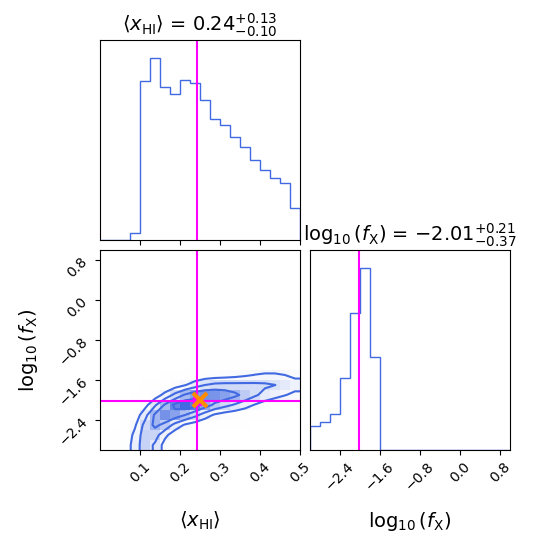 ⟨x_HI⟩ = 0.24^{+0.13}_{−0.10}
log₁₀(f_X) = −2.01^{+0.21}_{−0.37}
log₁₀(f_X)
0.8
0.0
−0.8
−1.6
−2.4
0.1 0.2 0.3 0.4 0.5
−2.4 −1.6 −0.8 0.0 0.8
⟨x_HI⟩
log₁₀(f_X)